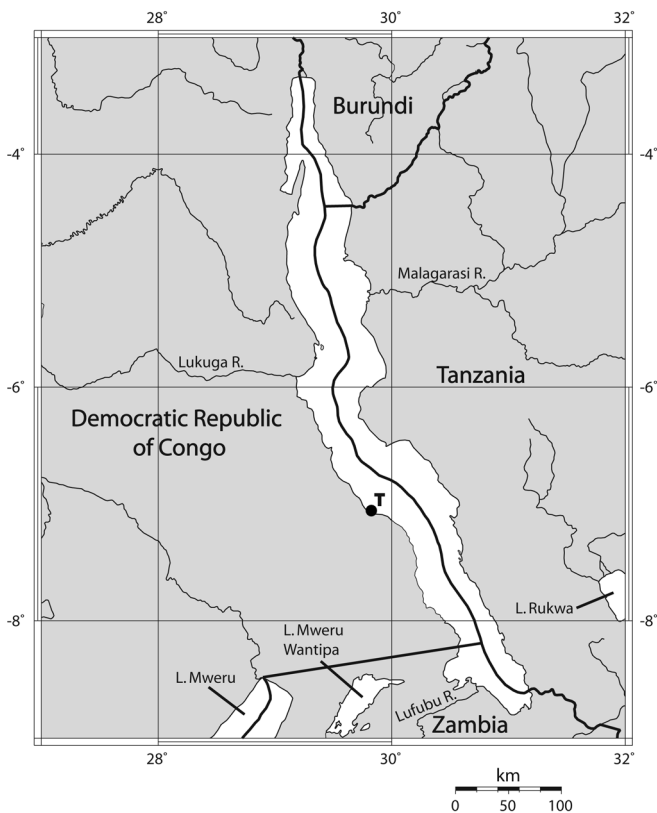 28° 30° 32°
Burundi
-4° -4°
Malagarasi R.
Lukuga R.
Tanzania
-6° -6°
Democratic Republic
of Congo
T
L. Rukwa
-8° -8°
L. Mweru
Wantipa
L. Mweru
Lufubu R.
Zambia
28° 30° 32°
km
0 50 100